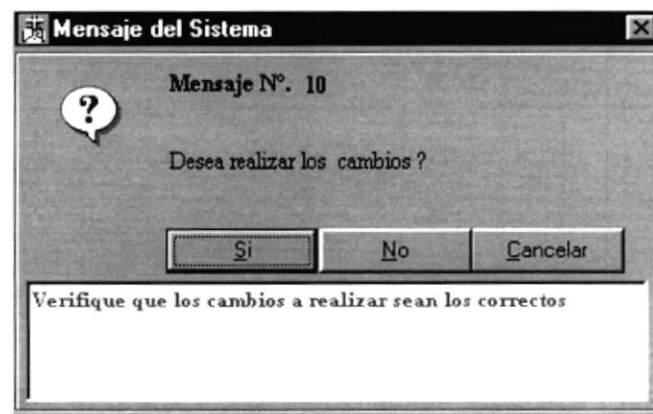 Mensaje del Sistema
Mensaje Nº. 10
Desea realizar los cambios ?
Si No Cancelar
Verifique que los cambios a realizar sean los correctos